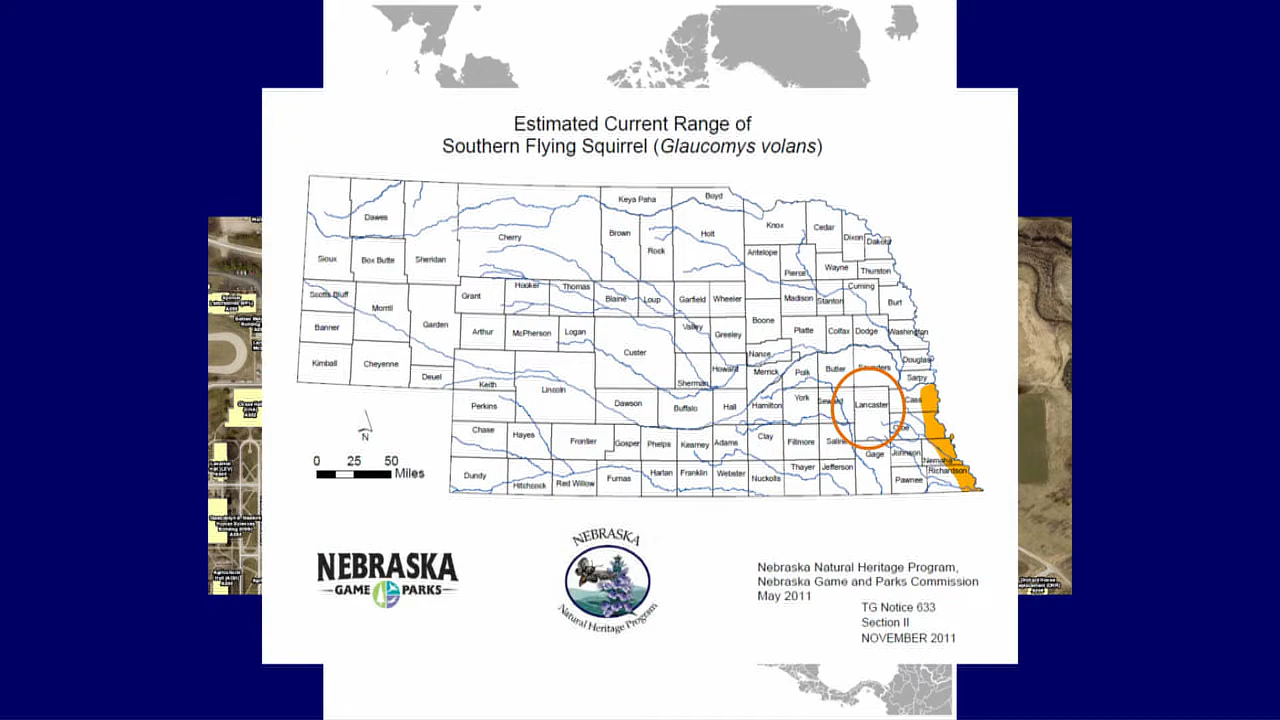 Estimated Current Range of
Southern Flying Squirrel (Glaucomys volans)
Keya Paha
Boyd
Dawes
Cherry
Brown
Rock
Holt
Knox
Cedar
Dixon
Dakota
Sioux
Box Butte
Sheridan
Antelope
Pierce
Wayne
Thurston
Scotts Bluff
Morrill
Grant
Hooker
Thomas
Blaine
Loup
Garfield
Wheeler
Madison
Stanton
Cuming
Burt
Banner
Garden
Arthur
McPherson
Logan
Valley
Greeley
Boone
Platte
Colfax
Dodge
Washington
Kimball
Cheyenne
Deuel
Keith
Lincoln
Custer
Sherman
Howard
Nance
Merrick
Polk
Butler
Saunders
Douglas
Sarpy
Perkins
Dawson
Buffalo
Hall
Hamilton
York
Seward
Lancaster
Cass
Otoe
Chase
Hayes
Frontier
Gosper
Phelps
Kearney
Adams
Clay
Fillmore
Saline
Gage
Johnson
Nemaha
Dundy
Hitchcock
Red Willow
Furnas
Harlan
Franklin
Webster
Nuckolls
Thayer
Jefferson
Pawnee
Richardson
N
0 25 50
Miles
NEBRASKA
GAME PARKS
NEBRASKA
Natural Heritage Program
Nebraska Natural Heritage Program,
Nebraska Game and Parks Commission
May 2011
TG Notice 633
Section II
NOVEMBER 2011